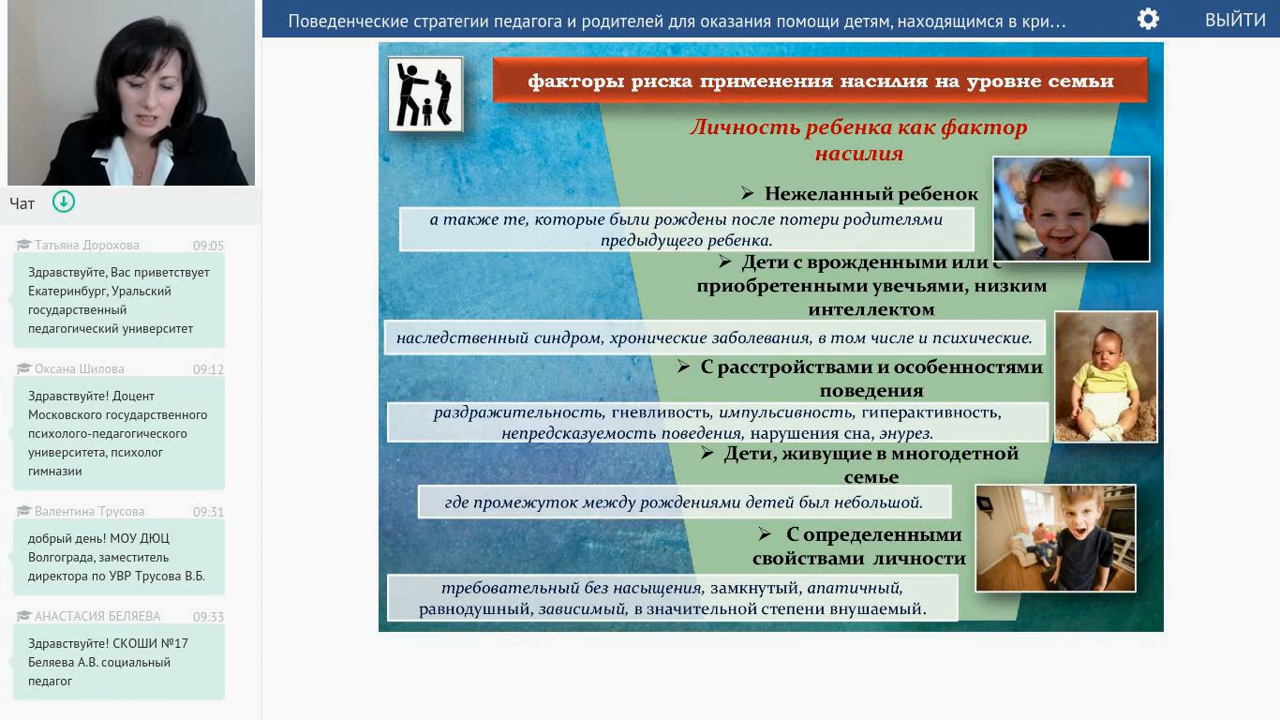 Поведенческие стратегии педагога и родителей для оказания помощи детям, находящимся в кри...
ВЫЙТИ
Чат
Татьяна Дорохова 09:05
Здравствуйте, Вас приветствует
Екатеринбург, Уральский
государственный
педагогический университет
Оксана Шилова 09:12
Здравствуйте! Доцент
Московского государственного
психолого-педагогического
университета, психолог
гимназии
Валентина Трусова 09:31
добрый день! МОУ ДЮЦ
Волгограда, заместитель
директора по УВР Трусова В.Б.
АНАСТАСИЯ БЕЛЯЕВА 09:33
Здравствуйте! СКОШИ №17
Беляева А.В. социальный
педагог
факторы риска применения насилия на уровне семьи
Личность ребенка как фактор
насилия
➢ Нежеланный ребенок
а также те, которые были рождены после потери родителями
предыдущего ребенка.
➢ Дети с врожденными или с
приобретенными увечьями, низким
интеллектом
наследственный синдром, хронические заболевания, в том числе и психические.
➢ С расстройствами и особенностями
поведения
раздражительность, гневливость, импульсивность, гиперактивность,
непредсказуемость поведения, нарушения сна, энурез.
➢ Дети, живущие в многодетной
семье
где промежуток между рождениями детей был небольшой.
➢ С определенными
свойствами личности
требовательный без насыщения, замкнутый, апатичный,
равнодушный, зависимый, в значительной степени внушаемый.